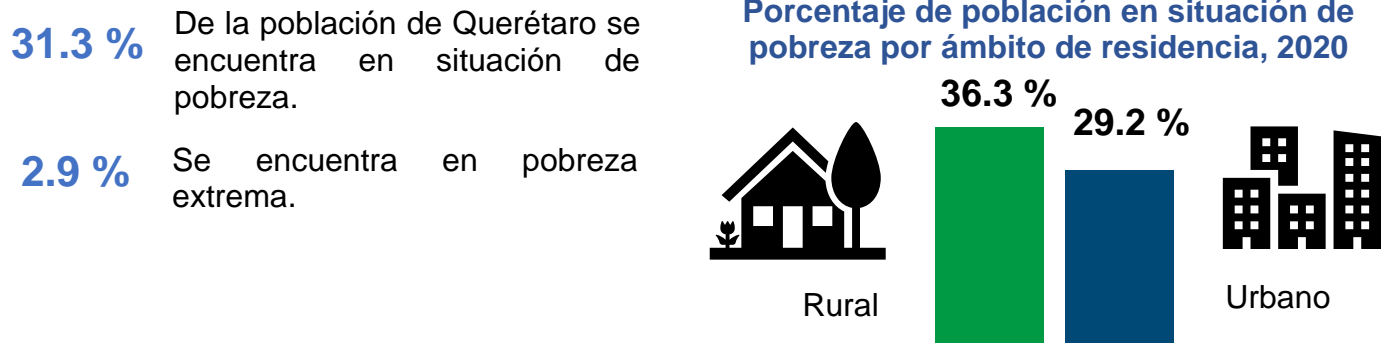 31.3 %
De la población de Querétaro se
encuentra en situación de
pobreza.
2.9 %
Se encuentra en pobreza
extrema.
Porcentaje de población en situación de
pobreza por ámbito de residencia, 2020
36.3 %
29.2 %
Rural
Urbano